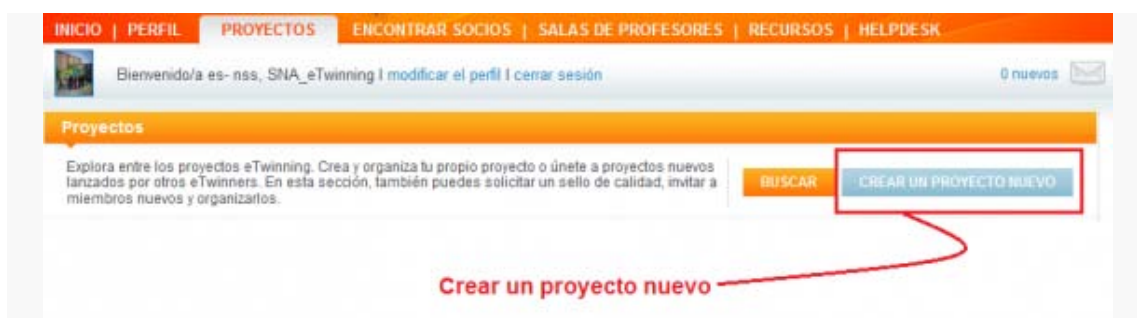 INICIO | PERFIL PROYECTOS ENCONTRAR SOCIOS | SALAS DE PROFESORES | RECURSOS | HELPDESK
Bienvenido/a es- nss, SNA_eTwinning I modificar el perfil I cerrar sesión 0 nuevos
Proyectos
Explora entre los proyectos eTwinning. Crea y organiza tu propio proyecto o únete a proyectos nuevos
lanzados por otros eTwinners. En esta sección, también puedes solicitar un sello de calidad, invitar a
miembros nuevos y organizarlos.
BUSCAR CREAR UN PROYECTO NUEVO
Crear un proyecto nuevo